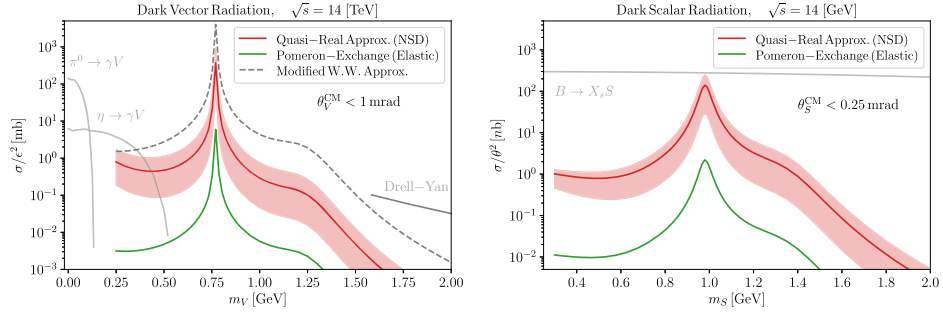 Dark Vector Radiation, √s = 14 [TeV]
10³
10²
10¹
10⁰
10⁻¹
10⁻²
10⁻³
σ/ε² [mb]
π⁰ → γV
η → γV
Quasi−Real Approx. (NSD)
Pomeron−Exchange (Elastic)
Modified W.W. Approx.
θ_V^CM < 1 mrad
Drell−Yan
0.00 0.25 0.50 0.75 1.00 1.25 1.50 1.75 2.00
m_V [GeV]
Dark Scalar Radiation, √s = 14 [GeV]
10³
10²
10¹
10⁰
10⁻¹
10⁻²
σ/θ² [nb]
Quasi−Real Approx. (NSD)
Pomeron−Exchange (Elastic)
B → X_s S
θ_S^CM < 0.25 mrad
0.4 0.6 0.8 1.0 1.2 1.4 1.6 1.8 2.0
m_S [GeV]